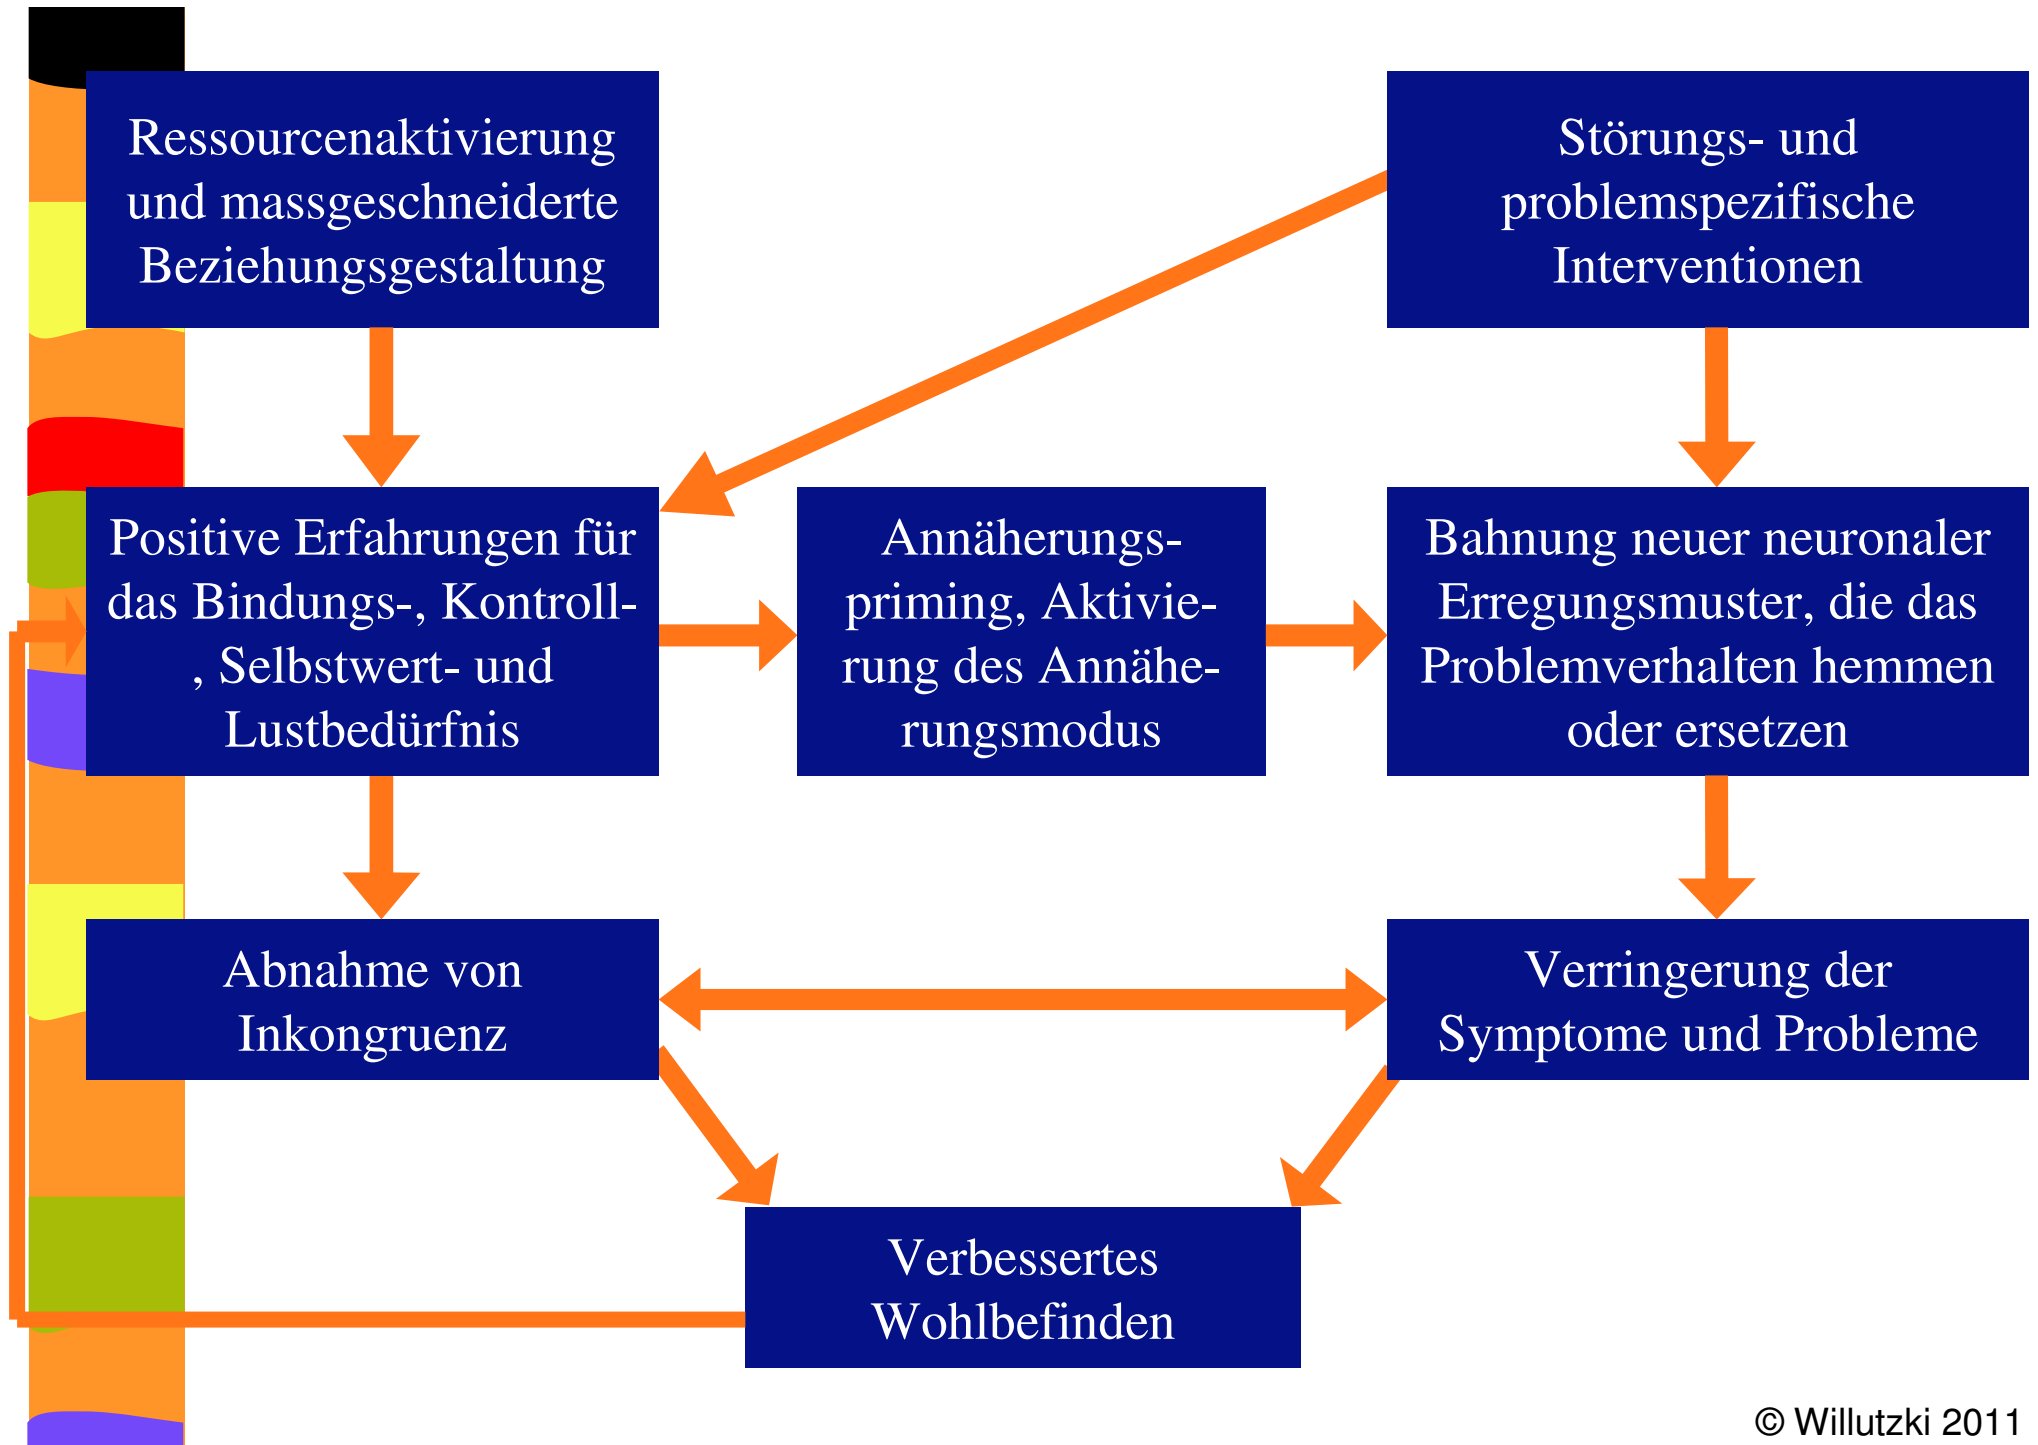 Ressourcenaktivierung
und massgeschneiderte
Beziehungsgestaltung
Störungs- und
problemspezifische
Interventionen
Positive Erfahrungen für
das Bindungs-, Kontroll-
, Selbstwert- und
Lustbedürfnis
Annäherungs-
priming, Aktivie-
rung des Annähe-
rungsmodus
Bahnung neuer neuronaler
Erregungsmuster, die das
Problemverhalten hemmen
oder ersetzen
Abnahme von
Inkongruenz
Verringerung der
Symptome und Probleme
Verbessertes
Wohlbefinden
© Willutzki 2011